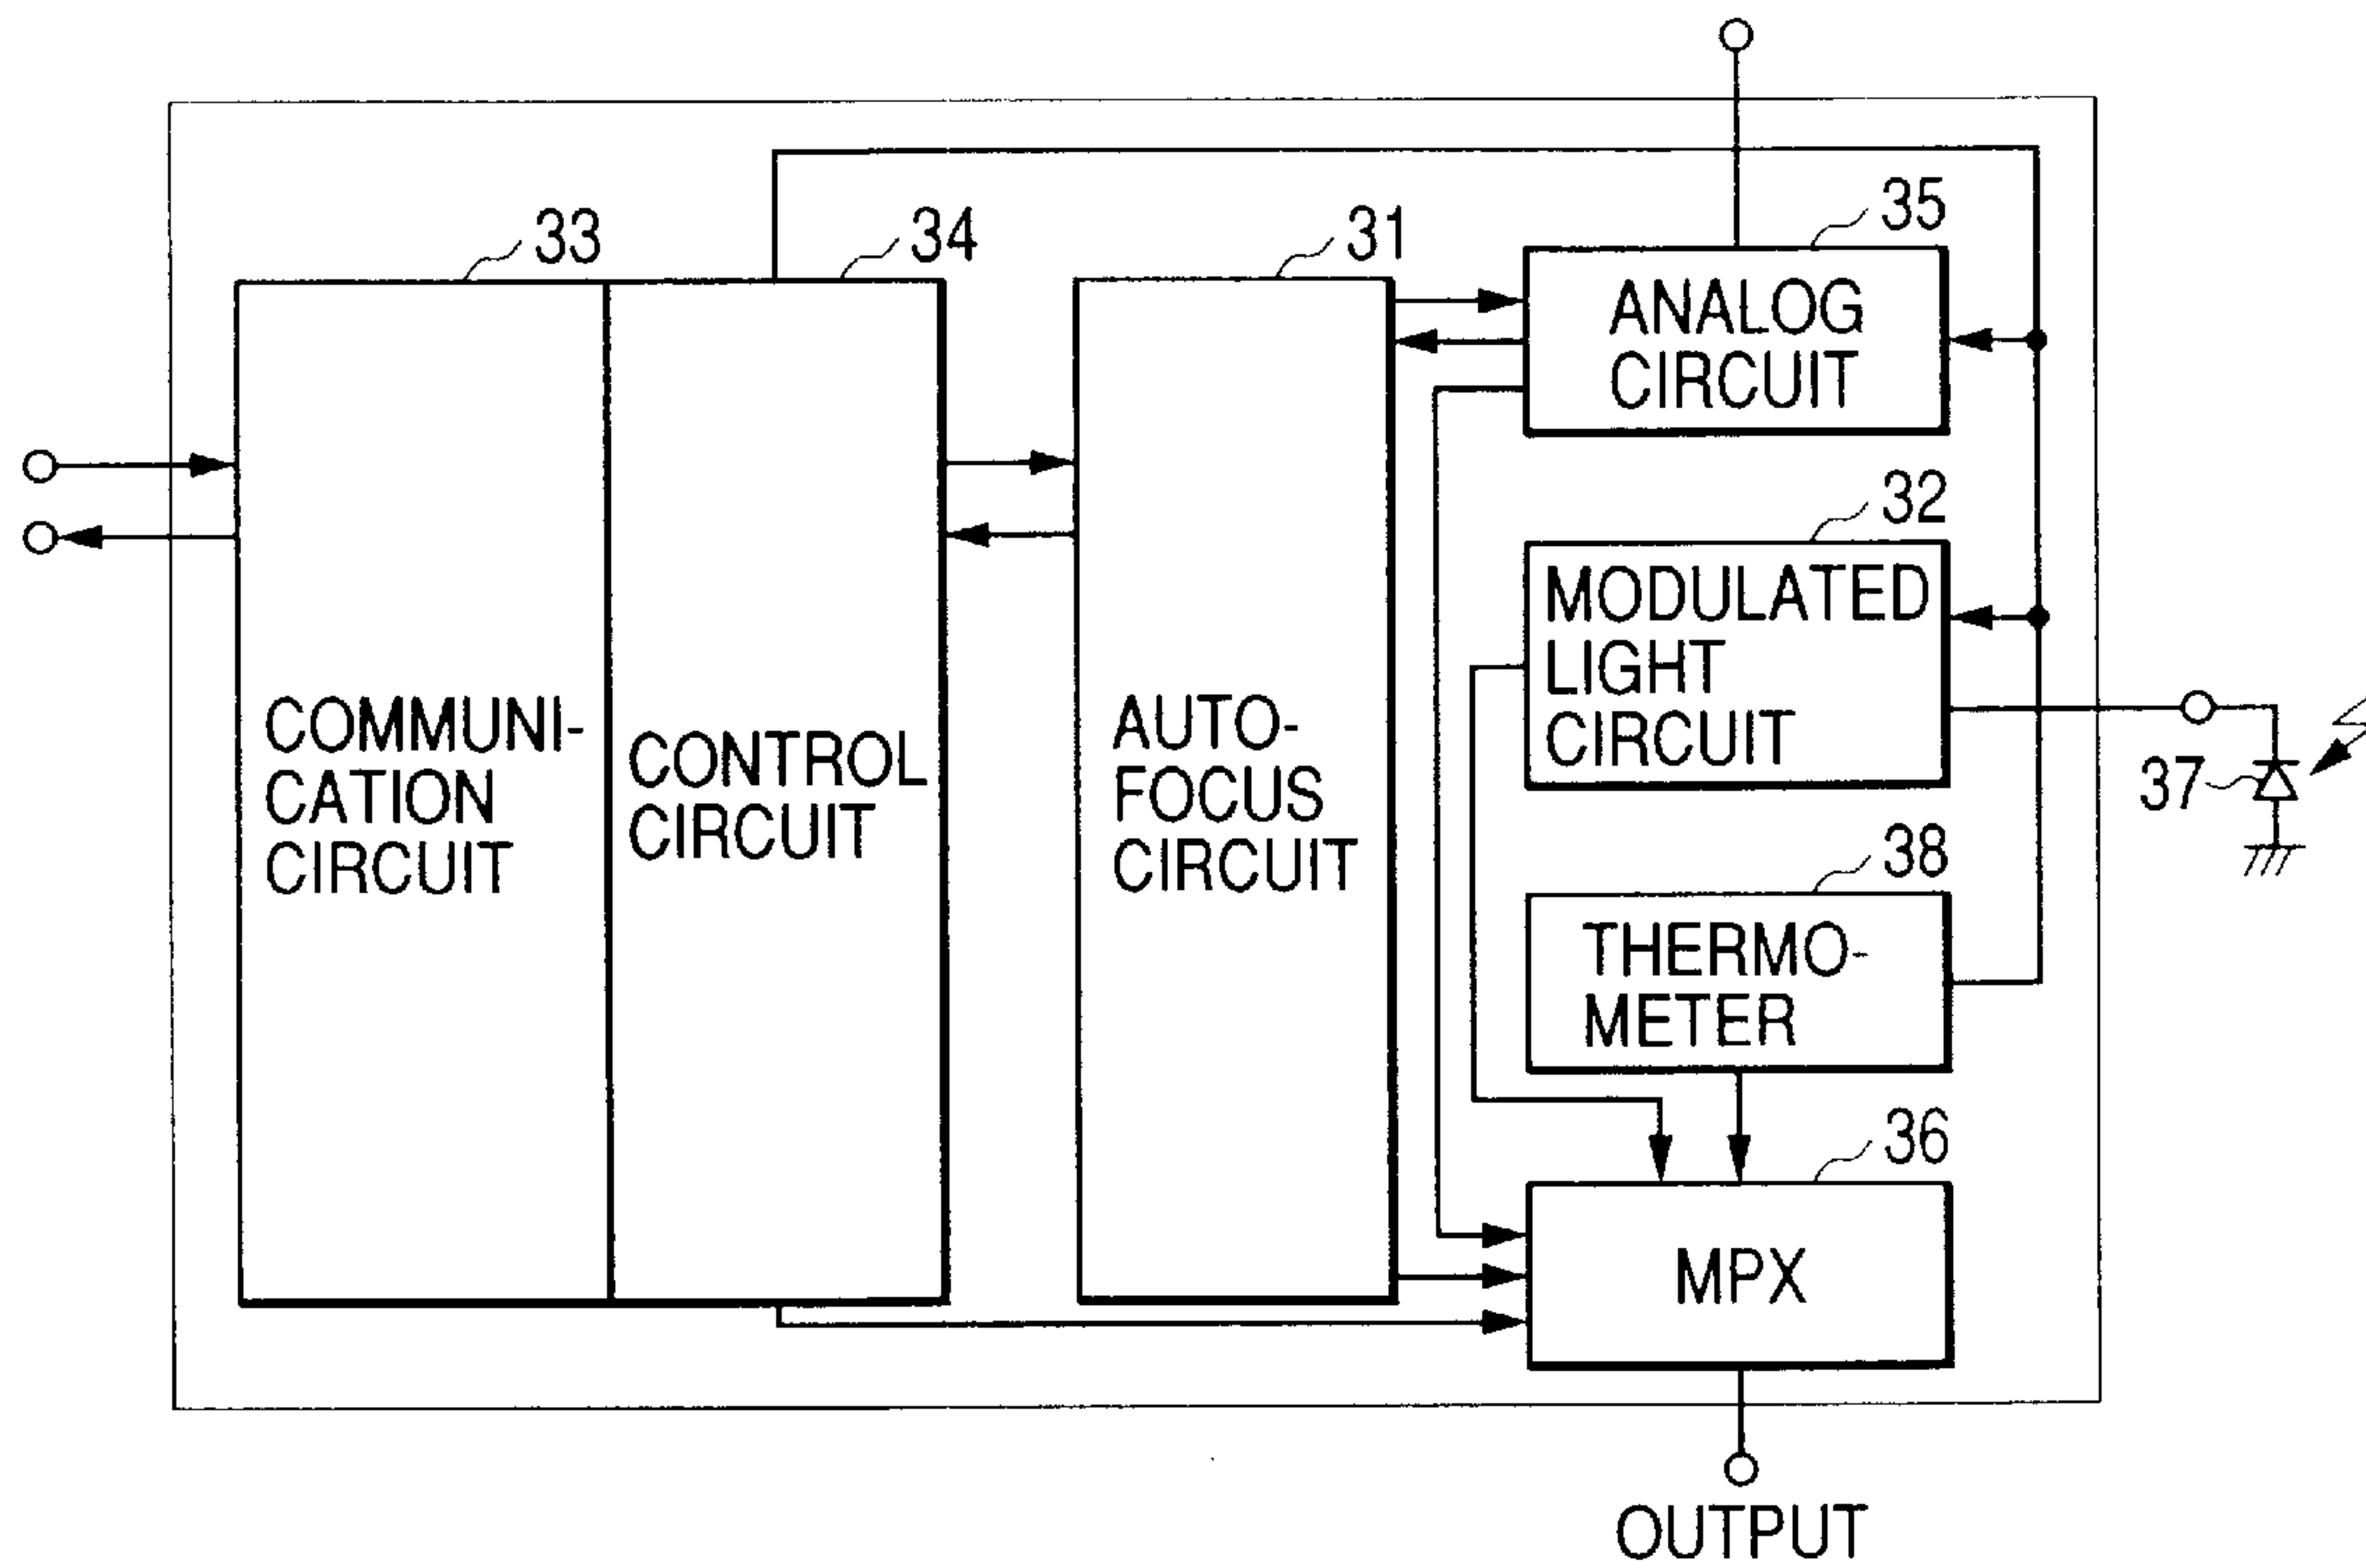 33
34
31
35
ANALOG
CIRCUIT
32
MODULATED
LIGHT
CIRCUIT
COMMUNI-
CATION
CIRCUIT
CONTROL
CIRCUIT
AUTO-
FOCUS
CIRCUIT
37
38
THERMO-
METER
36
MPX
OUTPUT